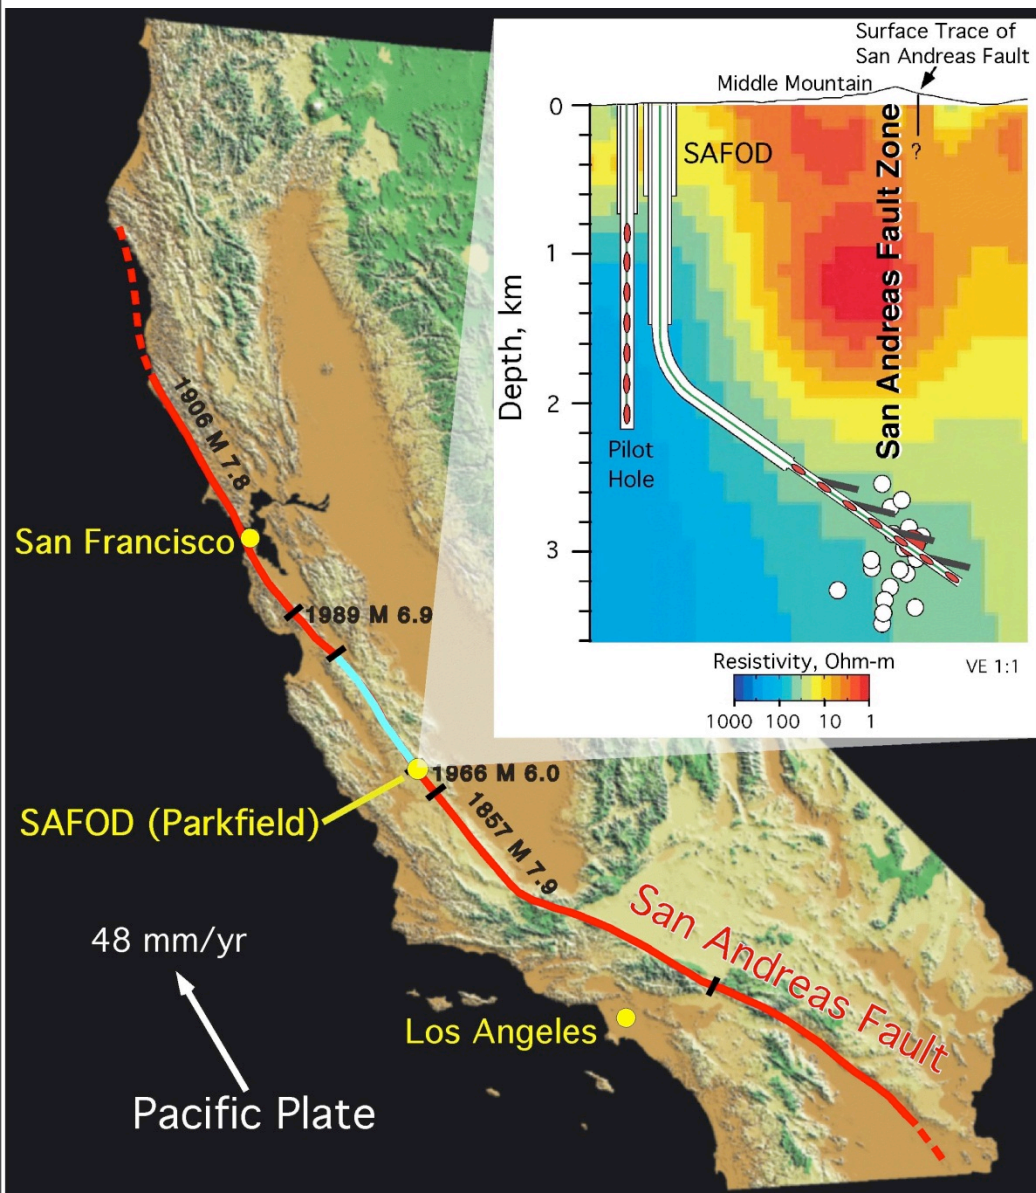 Surface Trace of
San Andreas Fault
Middle Mountain
0
SAFOD
?
San Andreas Fault Zone
1
Depth, km
2
Pilot
Hole
3
Resistivity, Ohm-m
VE 1:1
1000 100 10 1
1906 M 7.8
San Francisco
1989 M 6.9
1966 M 6.0
SAFOD (Parkfield)
1857 M 7.9
San Andreas Fault
48 mm/yr
Los Angeles
Pacific Plate